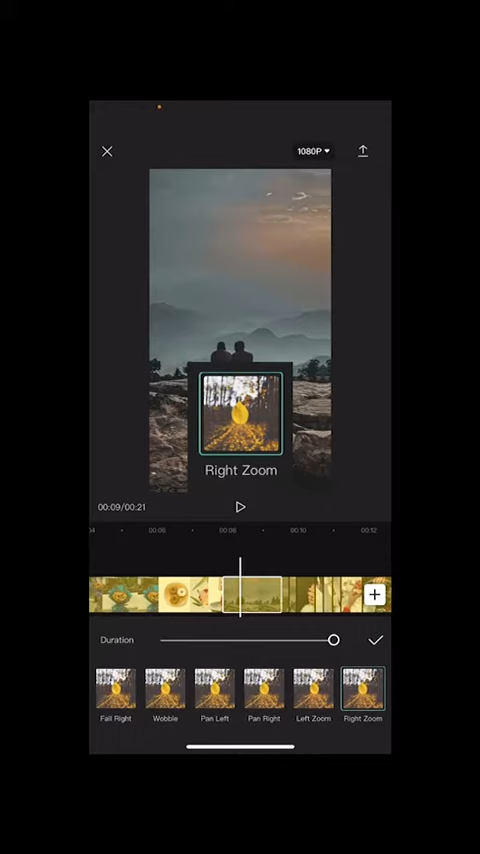 1080P
Right Zoom
00:09/00:21
04 00:06 00:08 00:10 00:12
Duration
Fall Right Wobble Pan Left Pan Right Left Zoom Right Zoom